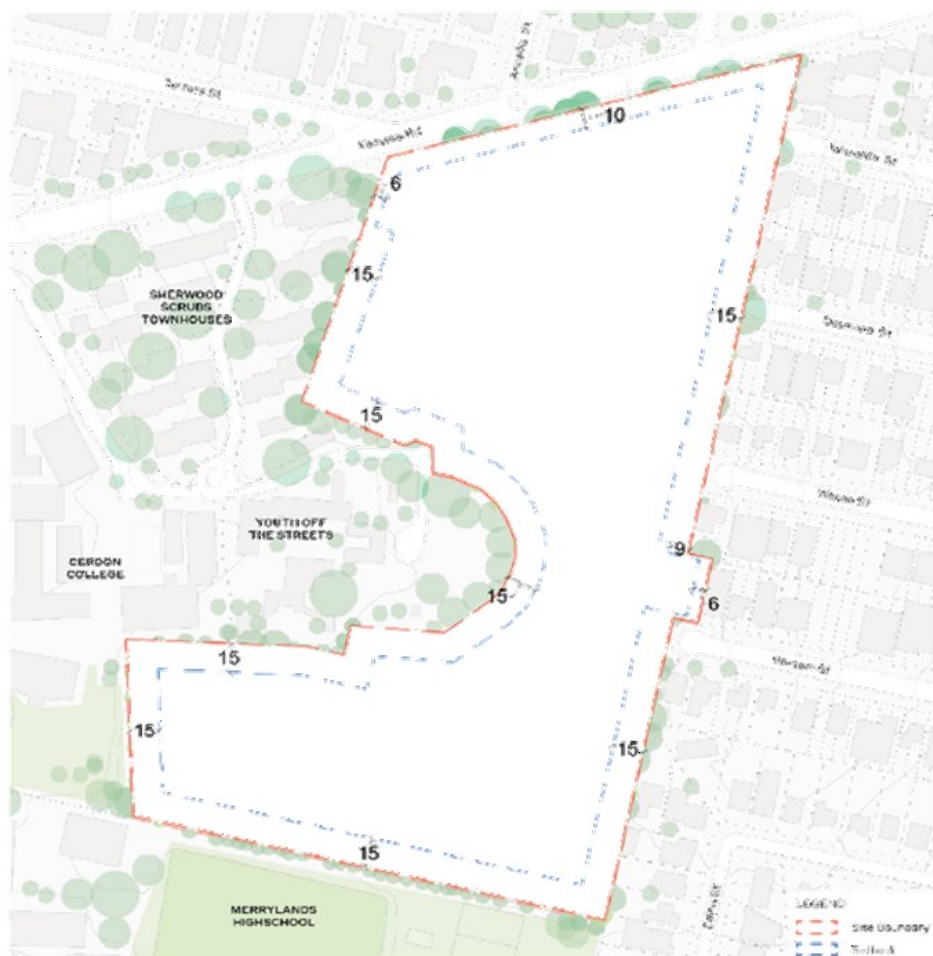 10
6
15
SHERWOOD
SCRUBS
TOWNHOUSES
15
15
YOUTH OFF
THE STREETS
CERDON
COLLEGE
9
15
6
15
15
15
15
MERRYLANDS
HIGHSCHOOL
LEGEND
Site Boundary
Setback